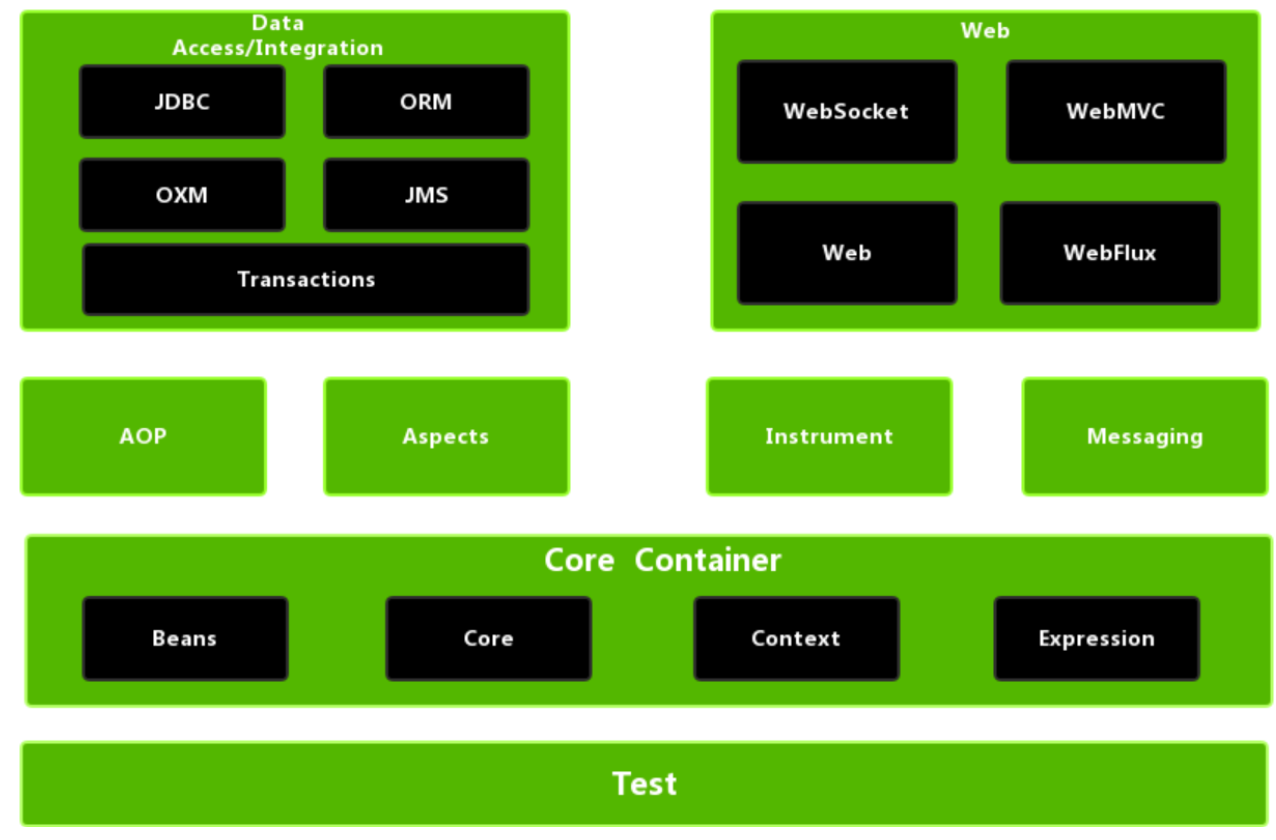 Data
Access/Integration
JDBC
ORM
OXM
JMS
Transactions
Web
WebSocket
WebMVC
Web
WebFlux
AOP
Aspects
Instrument
Messaging
Core Container
Beans
Core
Context
Expression
Test